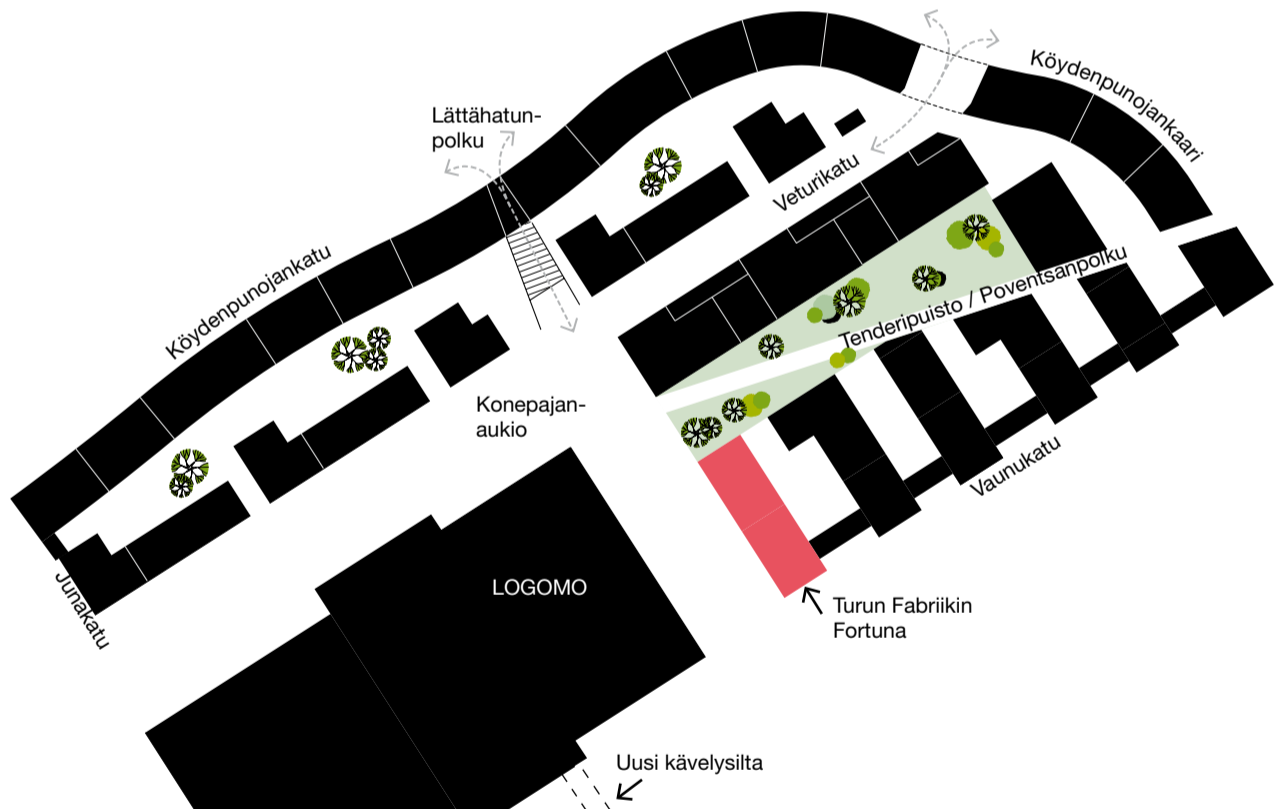 Köydenpunojankaari
Lättähatun-
polku
Veturikatu
Köydenpunojankatu
Tenderipuisto / Poventsanpolku
Konepajan-
aukio
Vaunukatu
LOGOMO
Junakatu
Turun Fabriikin
Fortuna
Uusi kävelysilta